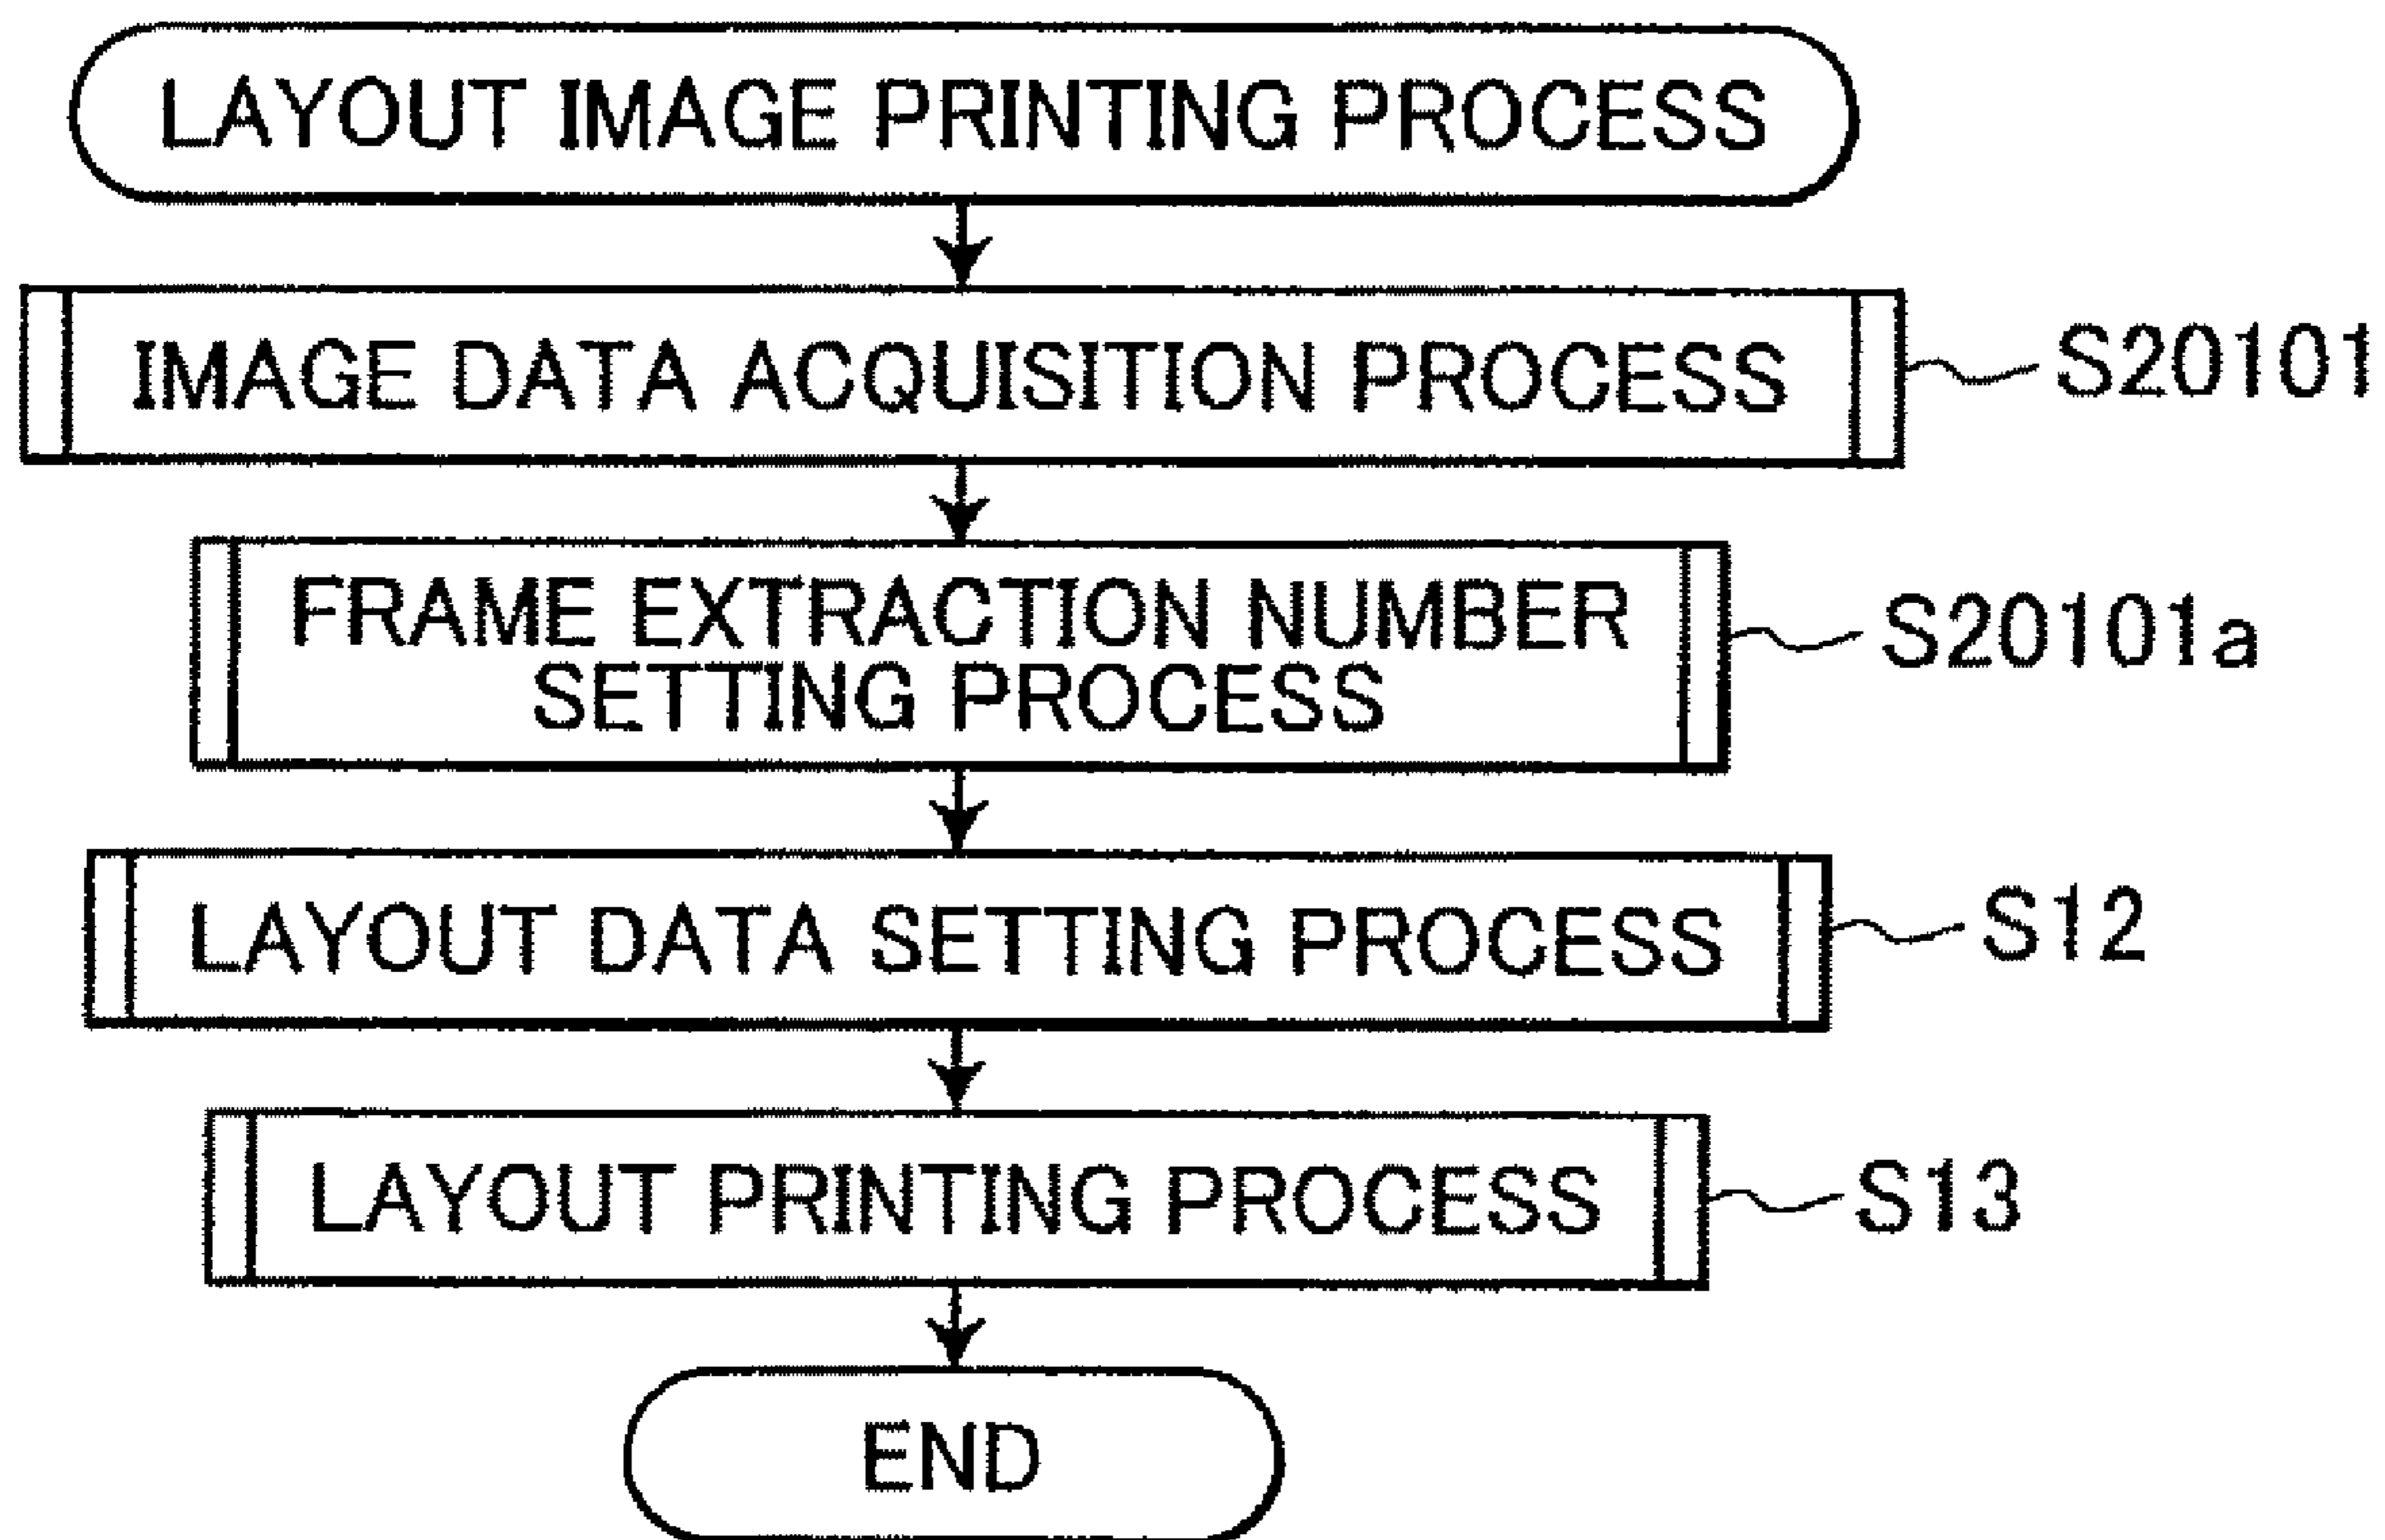 LAYOUT IMAGE PRINTING PROCESS
IMAGE DATA ACQUISITION PROCESS
S20101
FRAME EXTRACTION NUMBER
SETTING PROCESS
S20101a
LAYOUT DATA SETTING PROCESS
S12
LAYOUT PRINTING PROCESS
S13
END